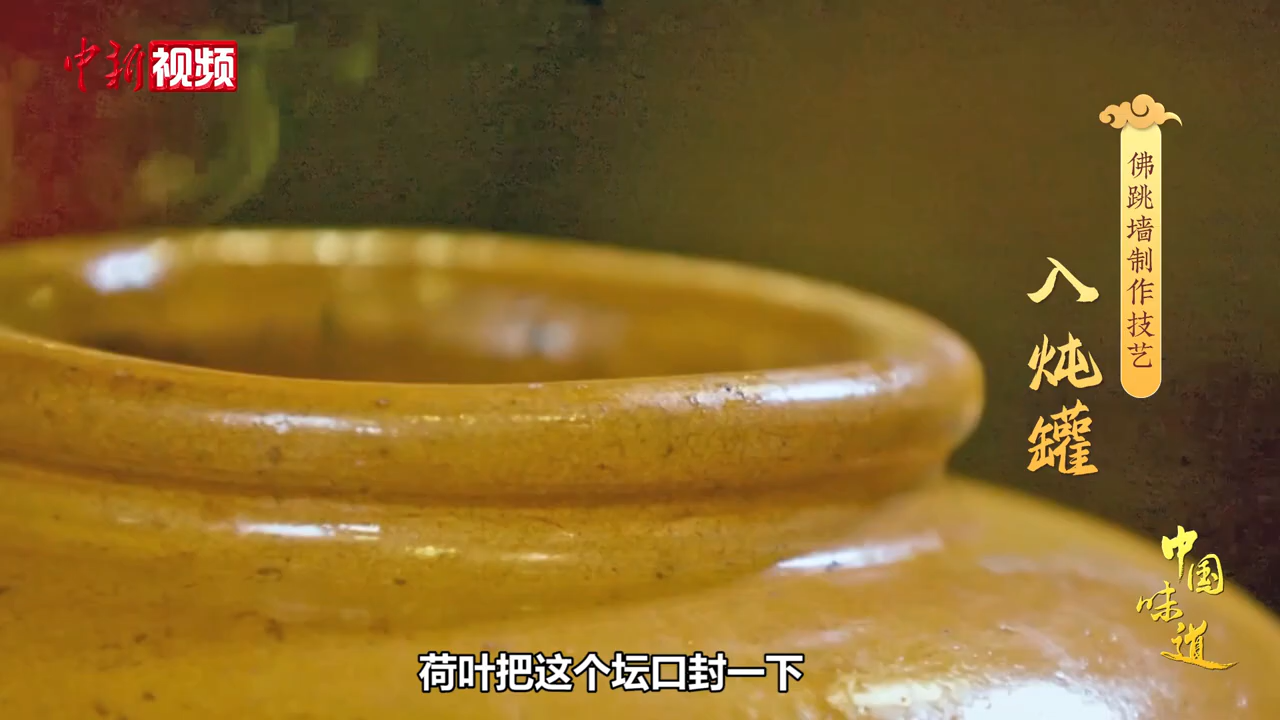 中新视频
佛跳墙制作技艺
入炖罐
中国味道
荷叶把这个坛口封一下